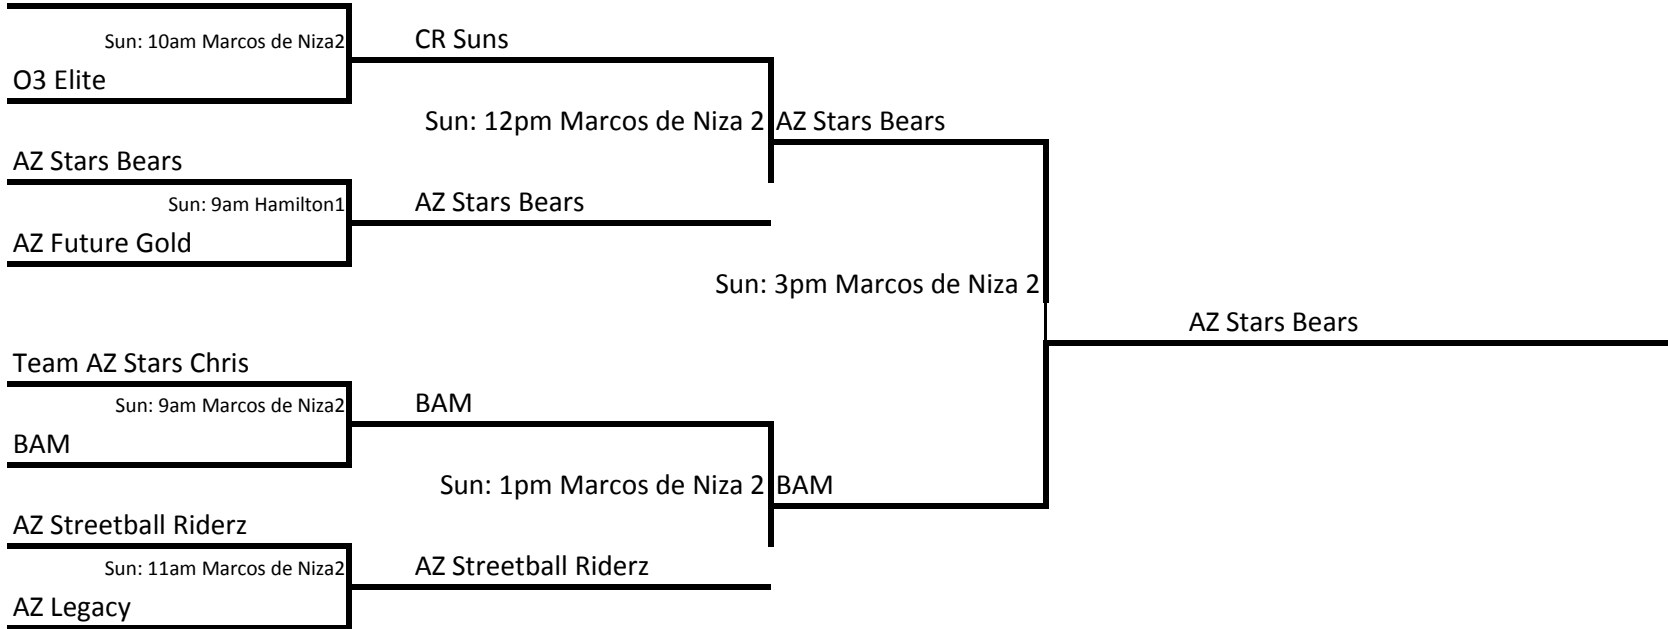 Sun: 10am Marcos de Niza2
CR Suns
O3 Elite
Sun: 12pm Marcos de Niza 2
AZ Stars Bears
AZ Stars Bears
Sun: 9am Hamilton1
AZ Stars Bears
AZ Future Gold
Sun: 3pm Marcos de Niza 2
AZ Stars Bears
Team AZ Stars Chris
Sun: 9am Marcos de Niza2
BAM
BAM
Sun: 1pm Marcos de Niza 2
BAM
AZ Streetball Riderz
Sun: 11am Marcos de Niza2
AZ Streetball Riderz
AZ Legacy